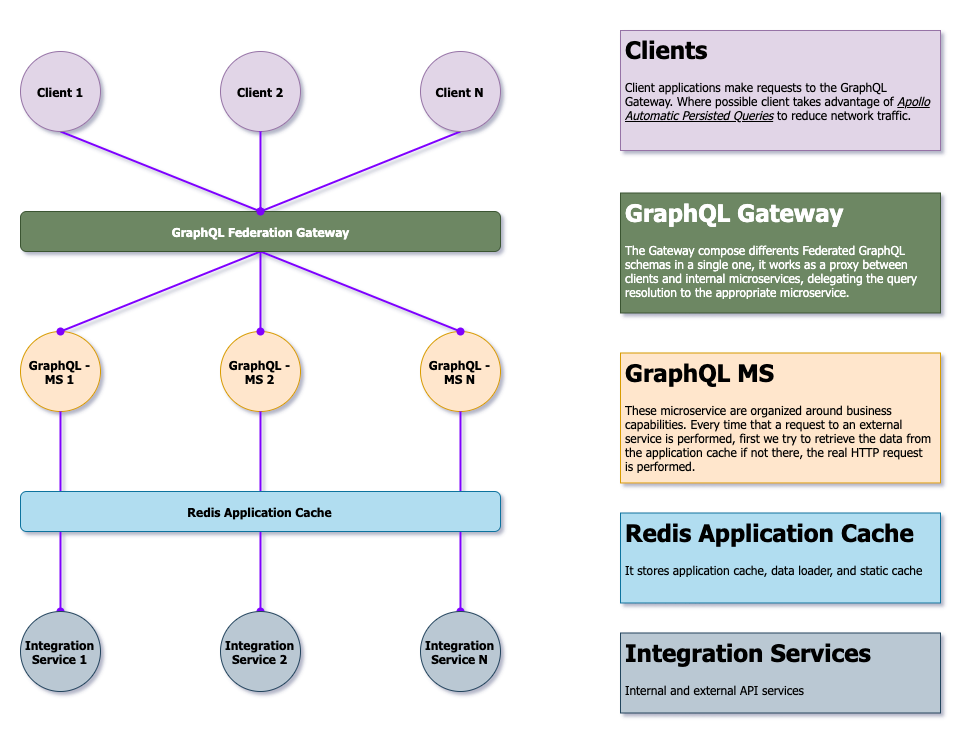 Client 1
Client 2
Client N
GraphQL Federation Gateway
GraphQL -
MS 1
GraphQL -
MS 2
GraphQL -
MS N
Redis Application Cache
Integration
Service 1
Integration
Service 2
Integration
Service N
Clients
Client applications make requests to the GraphQL
Gateway. Where possible client takes advantage of Apollo
Automatic Persisted Queries to reduce network traffic.
GraphQL Gateway
The Gateway compose differents Federated GraphQL
schemas in a single one, it works as a proxy between
clients and internal microservices, delegating the query
resolution to the appropriate microservice.
GraphQL MS
These microservice are organized around business
capabilities. Every time that a request to an external
service is performed, first we try to retrieve the data from
the application cache if not there, the real HTTP request
is performed.
Redis Application Cache
It stores application cache, data loader, and static cache
Integration Services
Internal and external API services